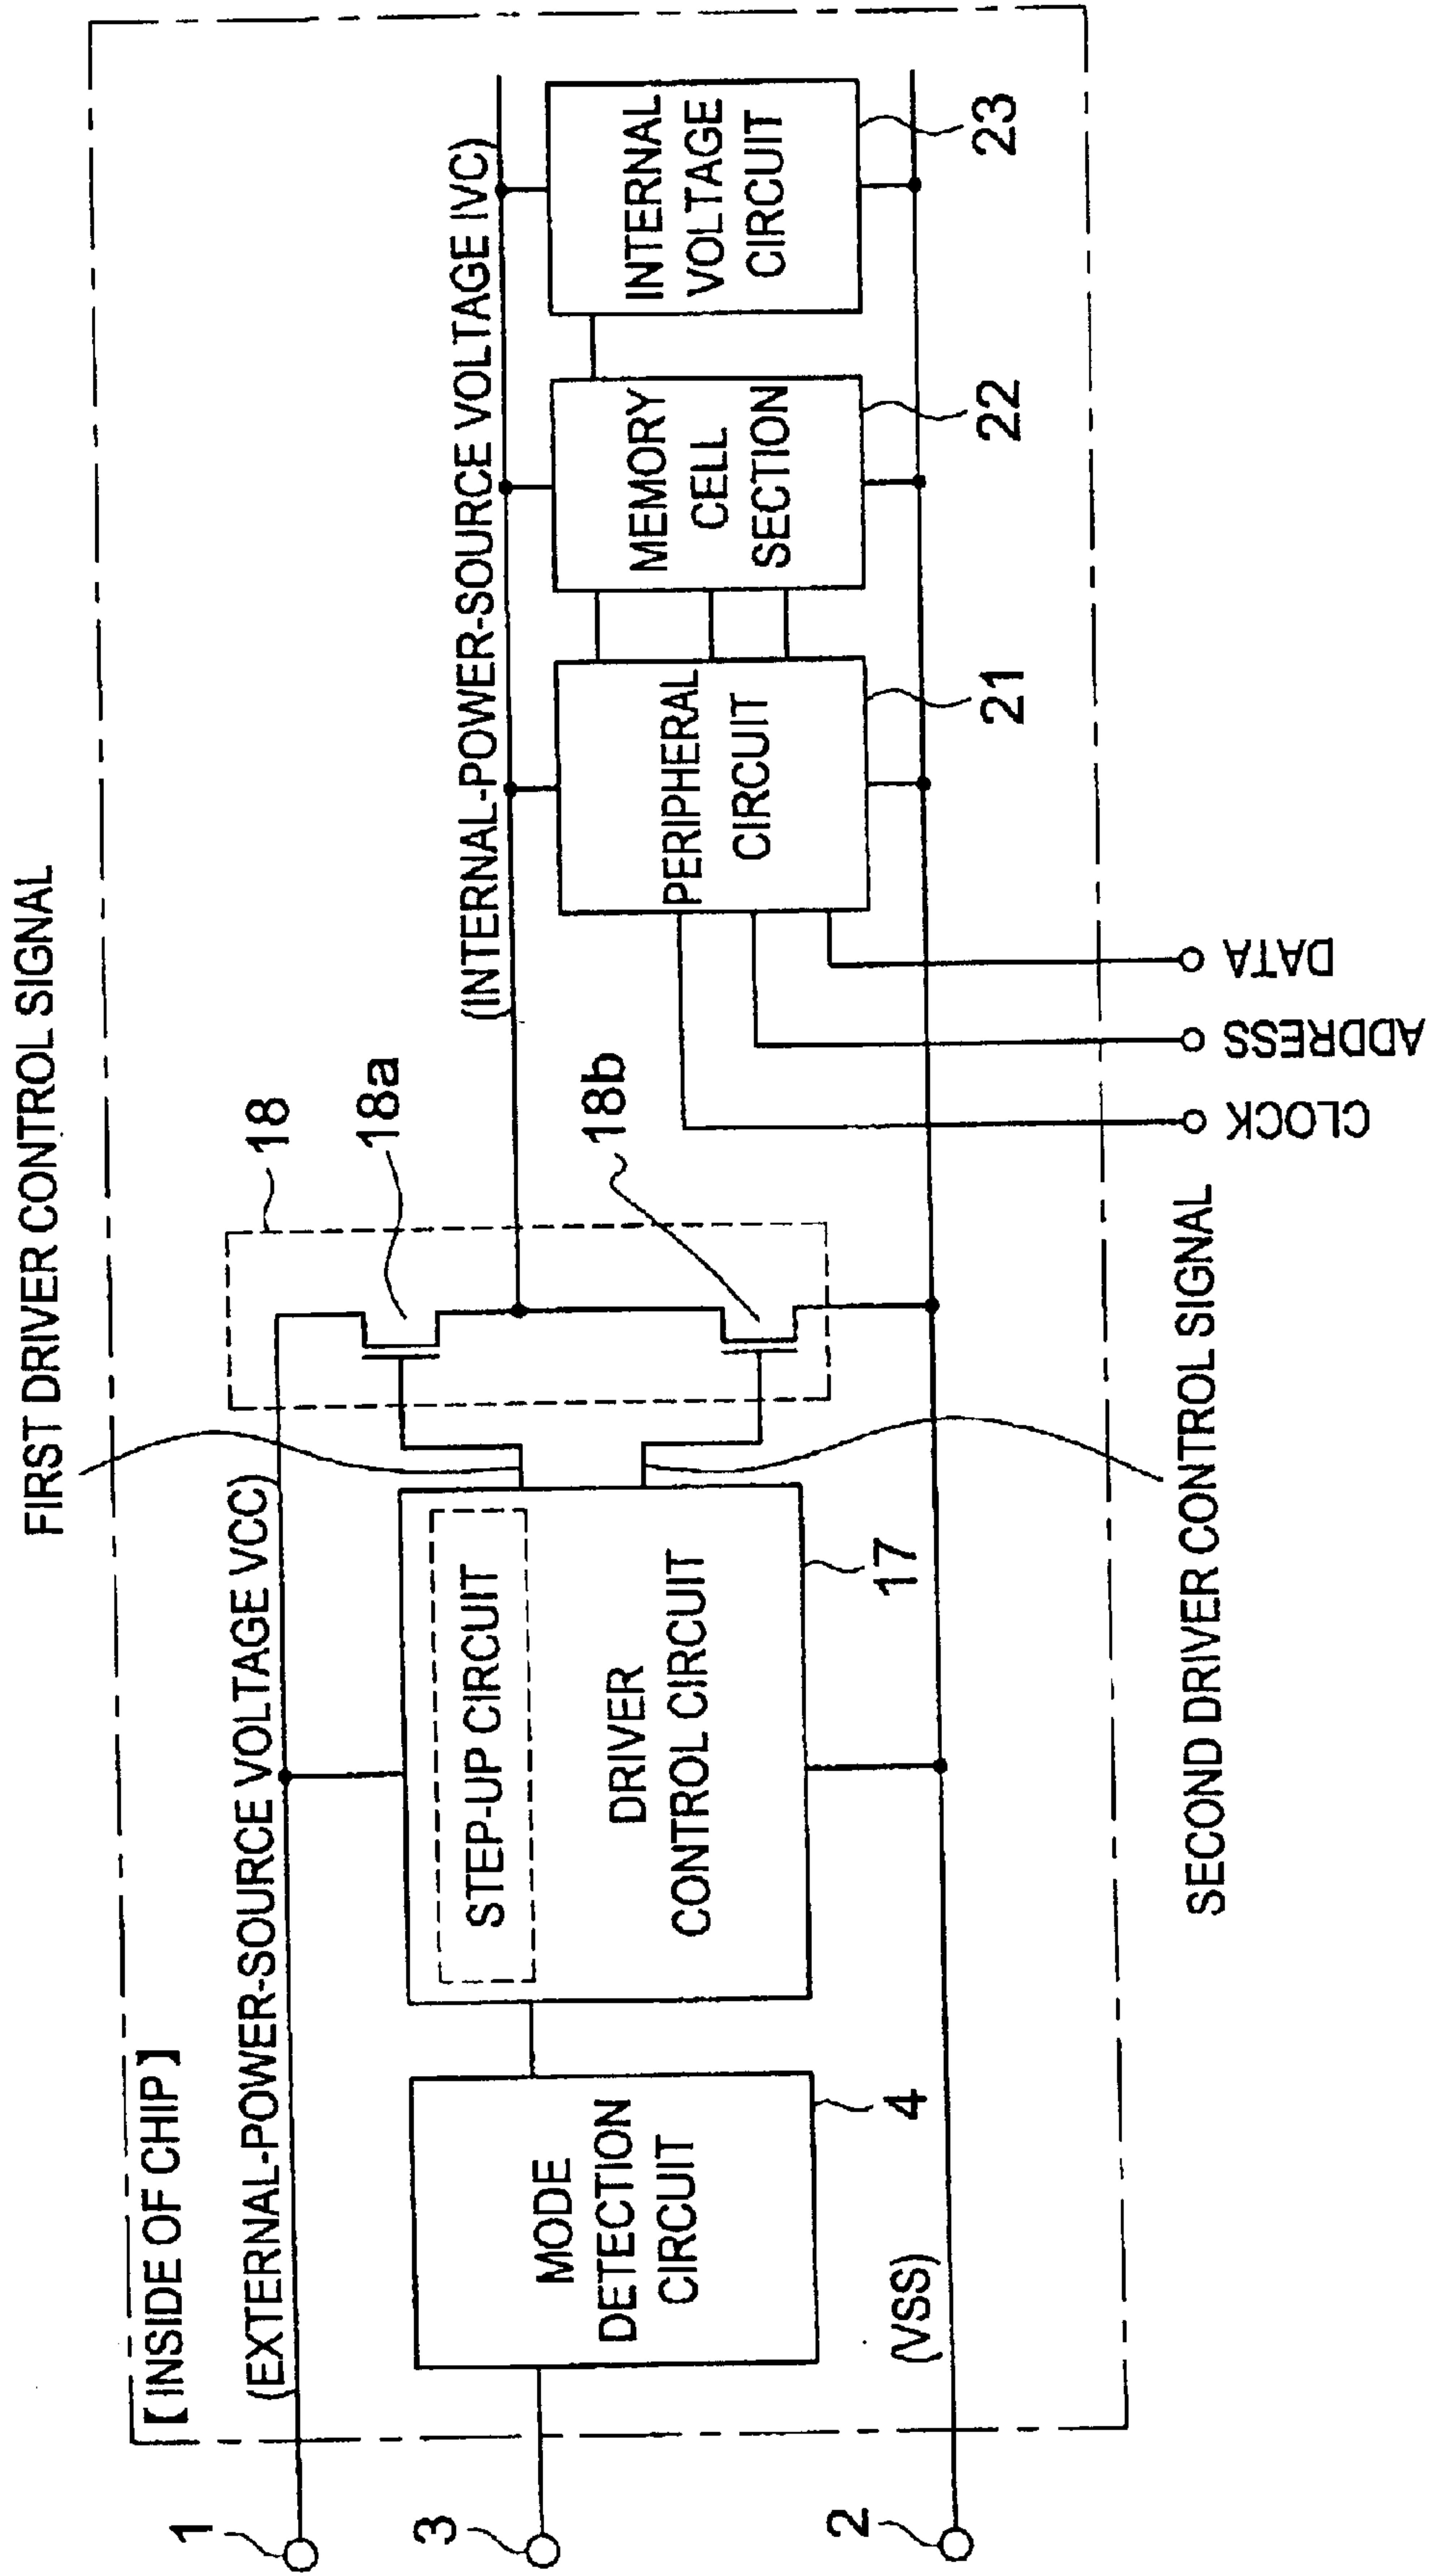 FIRST DRIVER CONTROL SIGNAL
[INSIDE OF CHIP]
1
(EXTERNAL-POWER-SOURCE VOLTAGE VCC)
18
18a
(INTERNAL-POWER-SOURCE VOLTAGE IVC)
3
MODE
DETECTION
CIRCUIT
4
STEP-UP CIRCUIT
DRIVER
CONTROL CIRCUIT
17
18b
PERIPHERAL
CIRCUIT
21
MEMORY
CELL
SECTION
22
INTERNAL
VOLTAGE
CIRCUIT
23
2
(VSS)
SECOND DRIVER CONTROL SIGNAL
CLOCK
ADDRESS
DATA